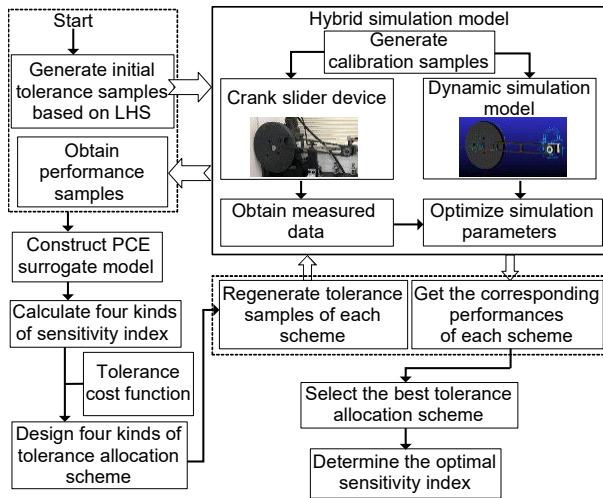 Start
Generate initial
tolerance samples
based on LHS
Obtain
performance
samples
Construct PCE
surrogate model
Calculate four kinds
of sensitivity index
Tolerance
cost function
Design four kinds of
tolerance allocation
scheme
Hybrid simulation model
Generate
calibration samples
Crank slider device
Dynamic simulation
model
Obtain measured
data
Optimize simulation
parameters
Regenerate tolerance
samples of each
scheme
Get the corresponding
performances
of each scheme
Select the best tolerance
allocation scheme
Determine the optimal
sensitivity index